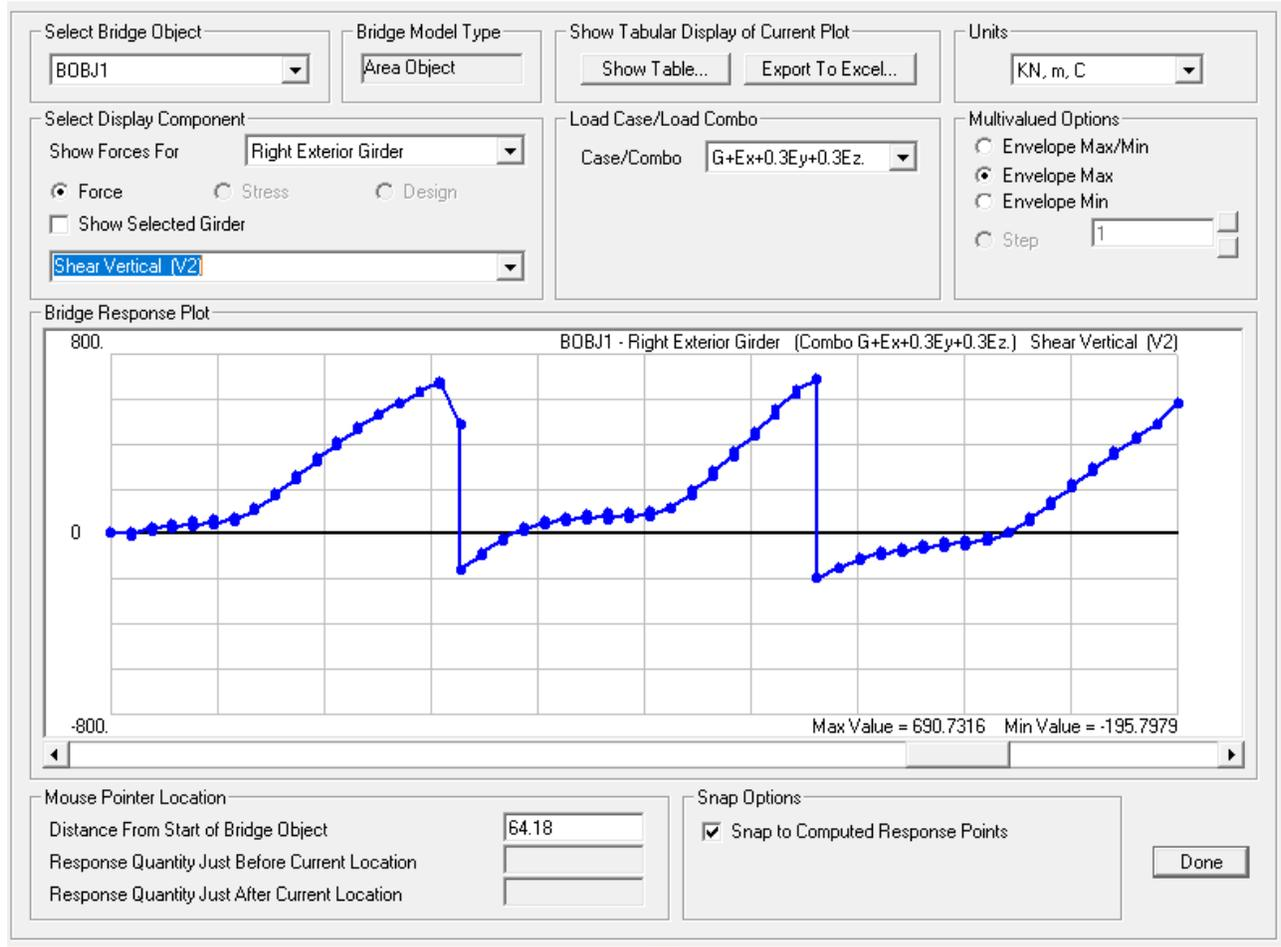 Select Bridge Object
BOBJ1
Bridge Model Type
Area Object
Show Tabular Display of Current Plot
Show Table...
Export To Excel...
Units
KN, m, C
Select Display Component
Show Forces For
Right Exterior Girder
Force
Stress
Design
Show Selected Girder
Shear Vertical (V2)
Load Case/Load Combo
Case/Combo
G+Ex+0.3Ey+0.3Ez.
Multivalued Options
Envelope Max/Min
Envelope Max
Envelope Min
Step
1
Bridge Response Plot
800.
BOBJ1 - Right Exterior Girder (Combo G+Ex+0.3Ey+0.3Ez.) Shear Vertical (V2)
0
-800.
Max Value = 690.7316 Min Value = -195.7979
Mouse Pointer Location
Distance From Start of Bridge Object
64.18
Response Quantity Just Before Current Location
Response Quantity Just After Current Location
Snap Options
Snap to Computed Response Points
Done